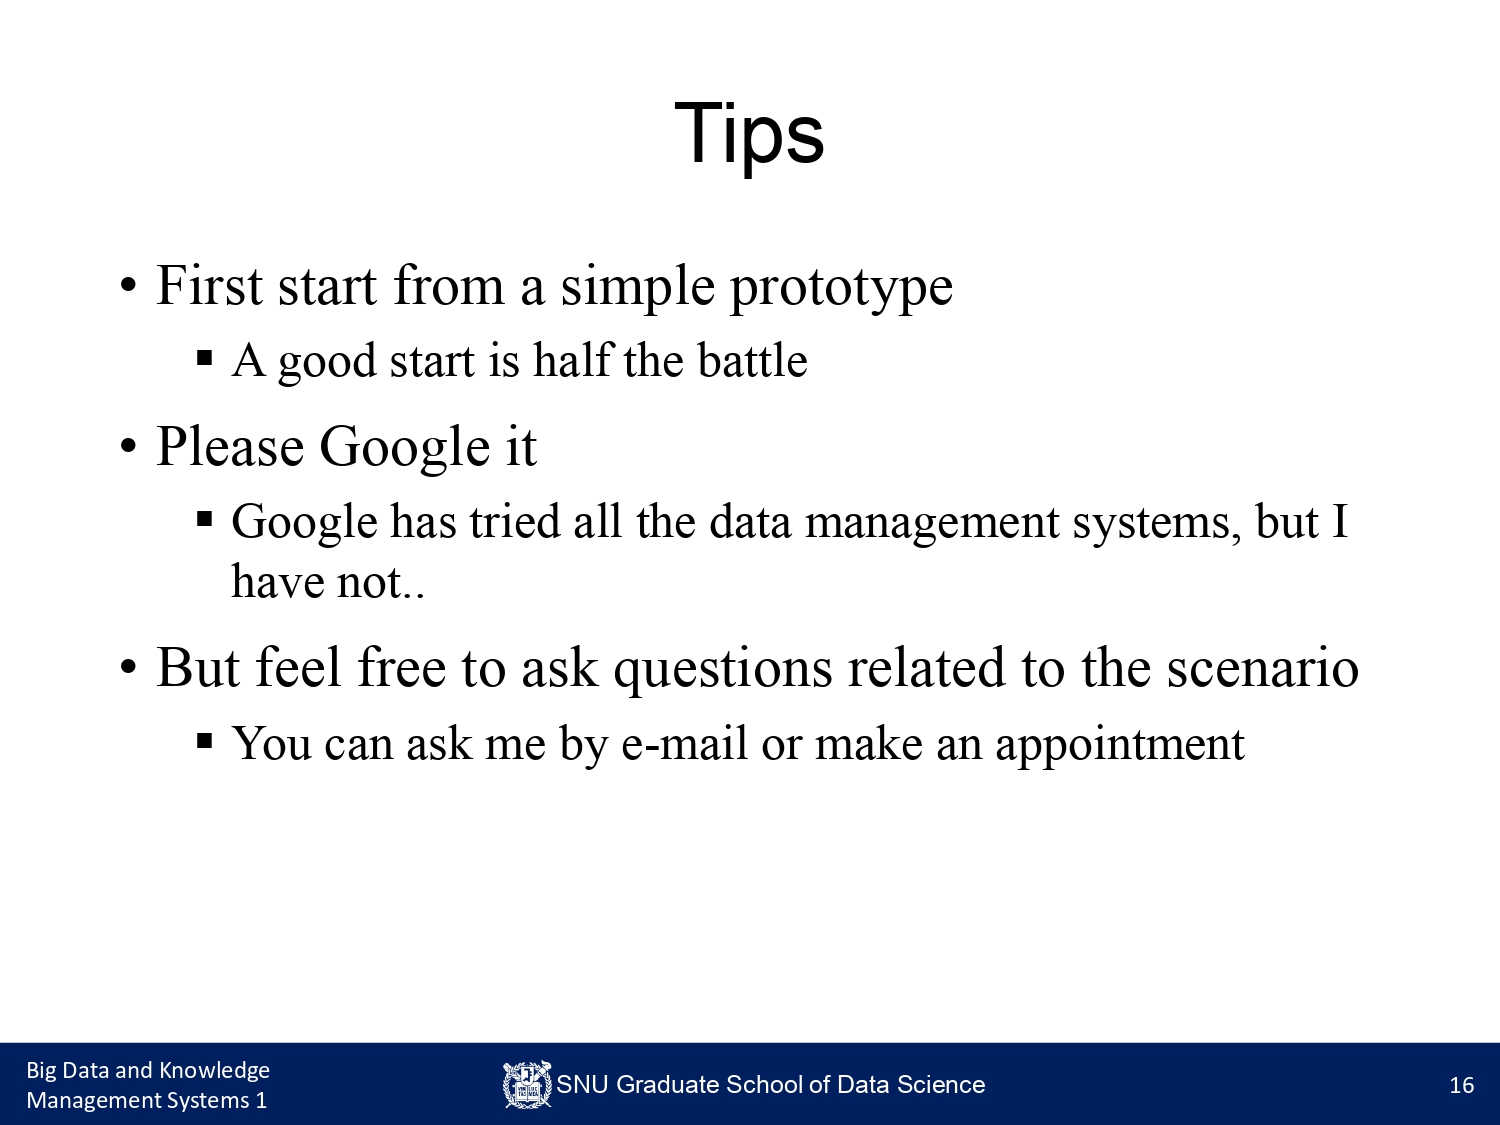 Tips
• First start from a simple prototype
▪ A good start is half the battle
• Please Google it
▪ Google has tried all the data management systems, but I
have not..
• But feel free to ask questions related to the scenario
▪ You can ask me by e-mail or make an appointment
Big Data and Knowledge
Management Systems 1
SNU Graduate School of Data Science
16